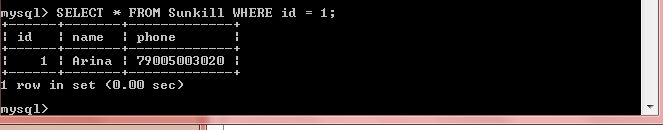 mysql> SELECT * FROM Sunkill WHERE id = 1;
+------+-------+-------------+
¦ id   ¦ name  ¦ phone       ¦
+------+-------+-------------+
¦    1 ¦ Arina ¦ 79005003020 ¦
+------+-------+-------------+
1 row in set (0.00 sec)
mysql>